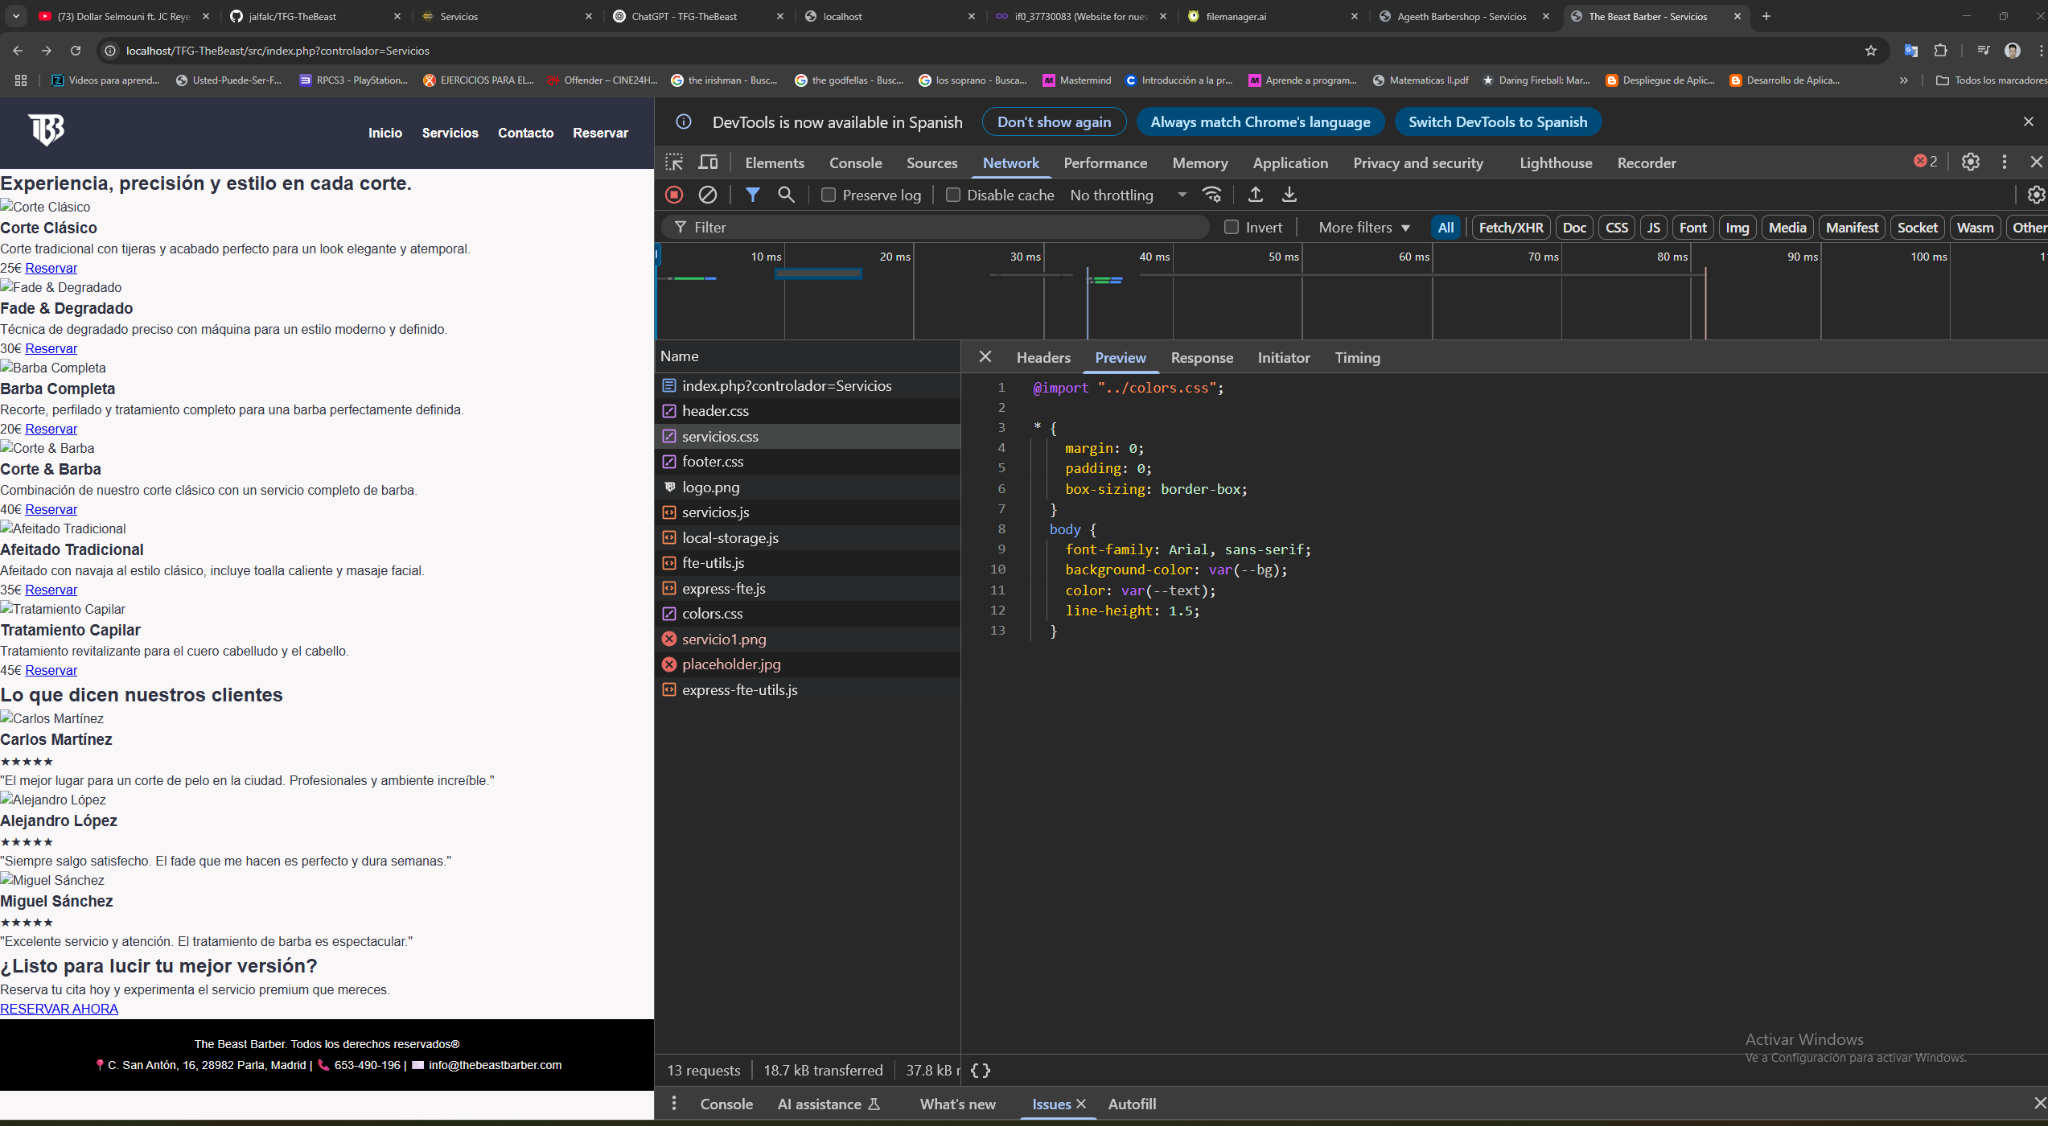 (73) Dollar Selmouni ft. JC Reye
jalfalc/TFG-TheBeast
Servicios
ChatGPT - TFG-TheBeast
localhost
if0_37730083 (Website for nuec
filemanager.ai
Ageeth Barbershop - Servicios
The Beast Barber - Servicios
localhost/TFG-TheBeast/src/index.php?controlador=Servicios
Videos para aprend...
Usted-Puede-Ser-F...
RPCS3 - PlayStation...
EJERCICIOS PARA EL...
Offender – CINE24H...
the irishman - Busc...
the godfellas - Busc...
los soprano - Busca...
Mastermind
Introducción a la pr...
Aprende a program...
Matematicas II.pdf
Daring Fireball: Mar...
Despliegue de Aplic...
Desarrollo de Aplica...
Todos los marcadores
TBB
Inicio
Servicios
Contacto
Reservar
Experiencia, precisión y estilo en cada corte.
Corte Clásico
Corte Clásico
Corte tradicional con tijeras y acabado perfecto para un look elegante y atemporal.
25€ Reservar
Fade & Degradado
Fade & Degradado
Técnica de degradado preciso con máquina para un estilo moderno y definido.
30€ Reservar
Barba Completa
Barba Completa
Recorte, perfilado y tratamiento completo para una barba perfectamente definida.
20€ Reservar
Corte & Barba
Corte & Barba
Combinación de nuestro corte clásico con un servicio completo de barba.
40€ Reservar
Afeitado Tradicional
Afeitado Tradicional
Afeitado con navaja al estilo clásico, incluye toalla caliente y masaje facial.
35€ Reservar
Tratamiento Capilar
Tratamiento Capilar
Tratamiento revitalizante para el cuero cabelludo y el cabello.
45€ Reservar
Lo que dicen nuestros clientes
Carlos Martínez
Carlos Martínez
★★★★★
"El mejor lugar para un corte de pelo en la ciudad. Profesionales y ambiente increíble."
Alejandro López
Alejandro López
★★★★★
"Siempre salgo satisfecho. El fade que me hacen es perfecto y dura semanas."
Miguel Sánchez
Miguel Sánchez
★★★★★
"Excelente servicio y atención. El tratamiento de barba es espectacular."
¿Listo para lucir tu mejor versión?
Reserva tu cita hoy y experimenta el servicio premium que mereces.
RESERVAR AHORA
The Beast Barber. Todos los derechos reservados®
📍 C. San Antón, 16, 28982 Parla, Madrid | 📞 653-490-196 | ✉ info@thebeastbarber.com
DevTools is now available in Spanish
Don't show again
Always match Chrome's language
Switch DevTools to Spanish
Elements
Console
Sources
Network
Performance
Memory
Application
Privacy and security
Lighthouse
Recorder
2
Preserve log
Disable cache
No throttling
Filter
Invert
More filters
All
Fetch/XHR
Doc
CSS
JS
Font
Img
Media
Manifest
Socket
Wasm
Other
10 ms
20 ms
30 ms
40 ms
50 ms
60 ms
70 ms
80 ms
90 ms
100 ms
Name
index.php?controlador=Servicios
header.css
servicios.css
footer.css
logo.png
servicios.js
local-storage.js
fte-utils.js
express-fte.js
colors.css
servicio1.png
placeholder.jpg
express-fte-utils.js
Headers
Preview
Response
Initiator
Timing
1 @import "../colors.css";
2
3 * {
4 margin: 0;
5 padding: 0;
6 box-sizing: border-box;
7 }
8 body {
9 font-family: Arial, sans-serif;
10 background-color: var(--bg);
11 color: var(--text);
12 line-height: 1.5;
13 }
Activar Windows
Ve a Configuración para activar Windows.
13 requests
18.7 kB transferred
37.8 kB r
{}
Console
AI assistance
What's new
Issues
Autofill